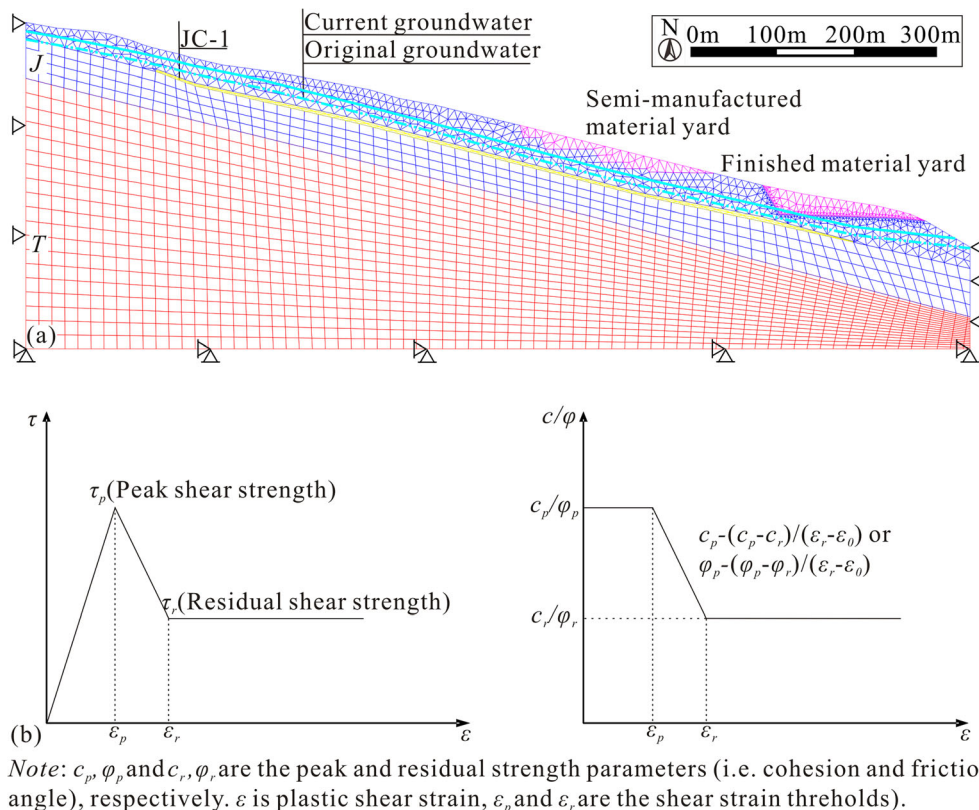 Current groundwater
Original groundwater
JC-1
N
0m 100m 200m 300m
J
Semi-manufactured
material yard
Finished material yard
T
(a)
τ
τp(Peak shear strength)
τr(Residual shear strength)
εp εr ε
(b)
c/φ
cp/φp
cp-(cp-cr)/(εr-ε0) or
φp-(φp-φr)/(εr-ε0)
cr/φr
εp εr ε
Note: cp, φp and cr, φr are the peak and residual strength parameters (i.e. cohesion and frictio
angle), respectively. ε is plastic shear strain, εp and εr are the shear strain threholds).